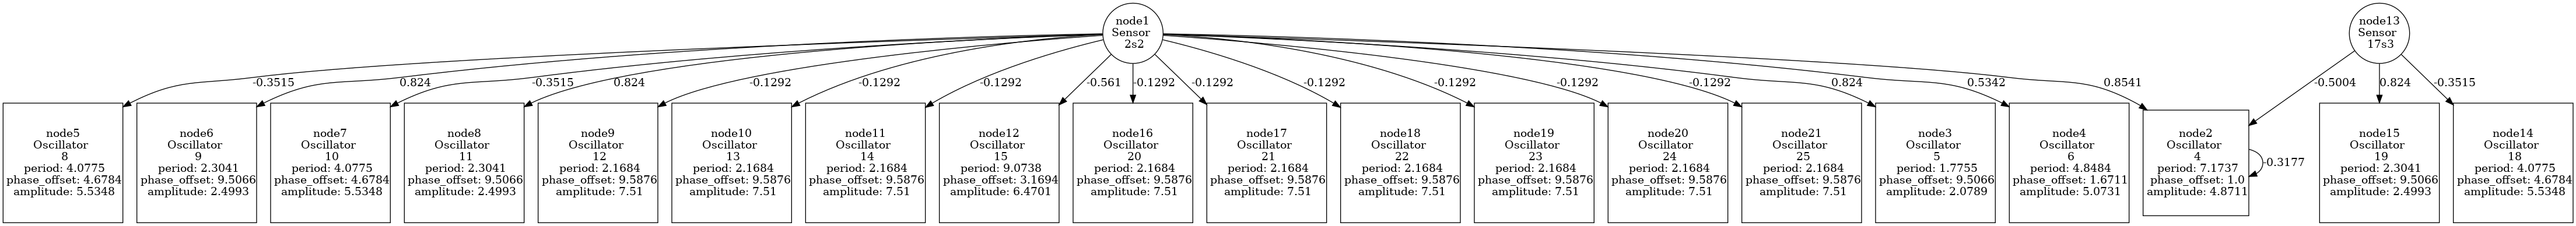 node1
Sensor
2s2
node13
Sensor
17s3
-0.3515
0.824
-0.3515
0.824
-0.1292
-0.1292
-0.1292
-0.561
-0.1292
-0.1292
-0.1292
-0.1292
-0.1292
-0.1292
0.824
0.5342
0.8541
-0.5004
0.824
-0.3515
node5
Oscillator
8
period: 4.0775
phase_offset: 4.6784
amplitude: 5.5348
node6
Oscillator
9
period: 2.3041
phase_offset: 9.5066
amplitude: 2.4993
node7
Oscillator
10
period: 4.0775
phase_offset: 4.6784
amplitude: 5.5348
node8
Oscillator
11
period: 2.3041
phase_offset: 9.5066
amplitude: 2.4993
node9
Oscillator
12
period: 2.1684
phase_offset: 9.5876
amplitude: 7.51
node10
Oscillator
13
period: 2.1684
phase_offset: 9.5876
amplitude: 7.51
node11
Oscillator
14
period: 2.1684
phase_offset: 9.5876
amplitude: 7.51
node12
Oscillator
15
period: 9.0738
phase_offset: 3.1694
amplitude: 6.4701
node16
Oscillator
20
period: 2.1684
phase_offset: 9.5876
amplitude: 7.51
node17
Oscillator
21
period: 2.1684
phase_offset: 9.5876
amplitude: 7.51
node18
Oscillator
22
period: 2.1684
phase_offset: 9.5876
amplitude: 7.51
node19
Oscillator
23
period: 2.1684
phase_offset: 9.5876
amplitude: 7.51
node20
Oscillator
24
period: 2.1684
phase_offset: 9.5876
amplitude: 7.51
node21
Oscillator
25
period: 2.1684
phase_offset: 9.5876
amplitude: 7.51
node3
Oscillator
5
period: 1.7755
phase_offset: 9.5066
amplitude: 2.0789
node4
Oscillator
6
period: 4.8484
phase_offset: 1.6711
amplitude: 5.0731
node2
Oscillator
4
period: 7.1737
phase_offset: 1.0
amplitude: 4.8711
-0.3177
node15
Oscillator
19
period: 2.3041
phase_offset: 9.5066
amplitude: 2.4993
node14
Oscillator
18
period: 4.0775
phase_offset: 4.6784
amplitude: 5.5348